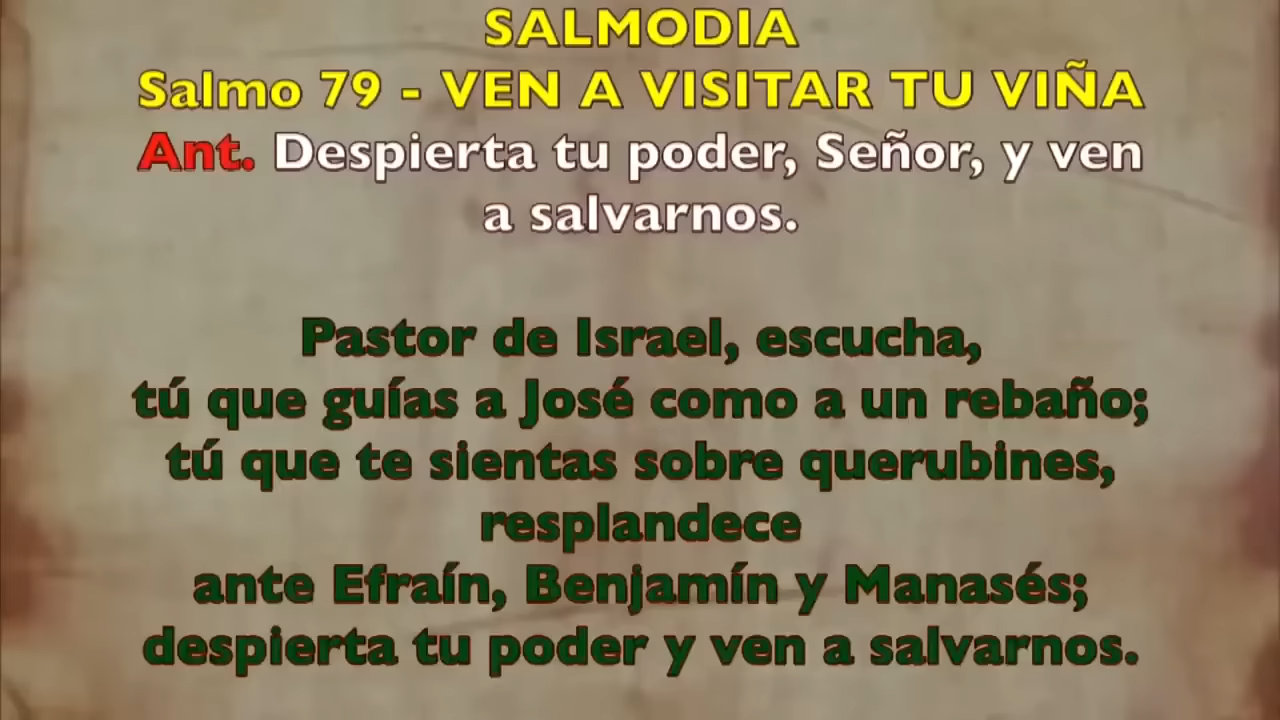 SALMODIA
Salmo 79 - VEN A VISITAR TU VIÑA
Ant. Despierta tu poder, Señor, y ven
a salvarnos.
Pastor de Israel, escucha,
tú que guías a José como a un rebaño;
tú que te sientas sobre querubines,
resplandece
ante Efraín, Benjamín y Manasés;
despierta tu poder y ven a salvarnos.